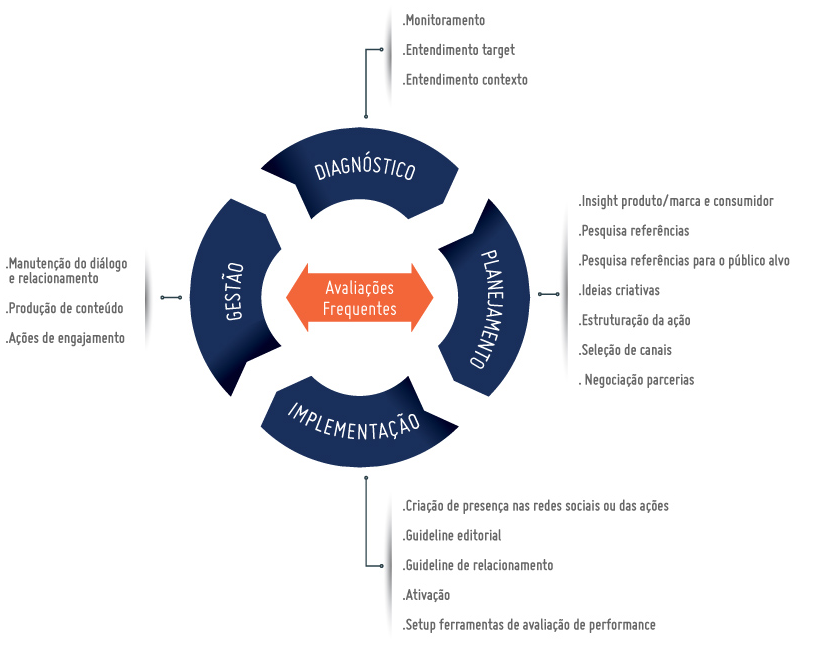 .Monitoramento
.Entendimento target
.Entendimento contexto
DIAGNÓSTICO
.Insight produto/marca e consumidor
.Pesquisa referências
.Pesquisa referências para o público alvo
.Ideias criativas
.Estruturação da ação
.Seleção de canais
. Negociação parcerias
PLANEJAMENTO
.Manutenção do diálogo
e relacionamento
.Produção de conteúdo
.Ações de engajamento
GESTÃO
Avaliações
Frequentes
IMPLEMENTAÇÃO
.Criação de presença nas redes sociais ou das ações
.Guideline editorial
.Guideline de relacionamento
.Ativação
.Setup ferramentas de avaliação de performance